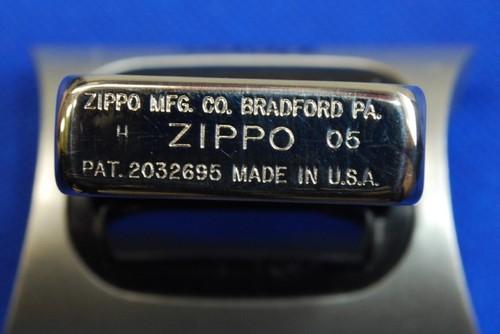 ZIPPO MFG. CO. BRADFORD PA.
H ZIPPO 05
PAT. 2032695 MADE IN U.S.A.